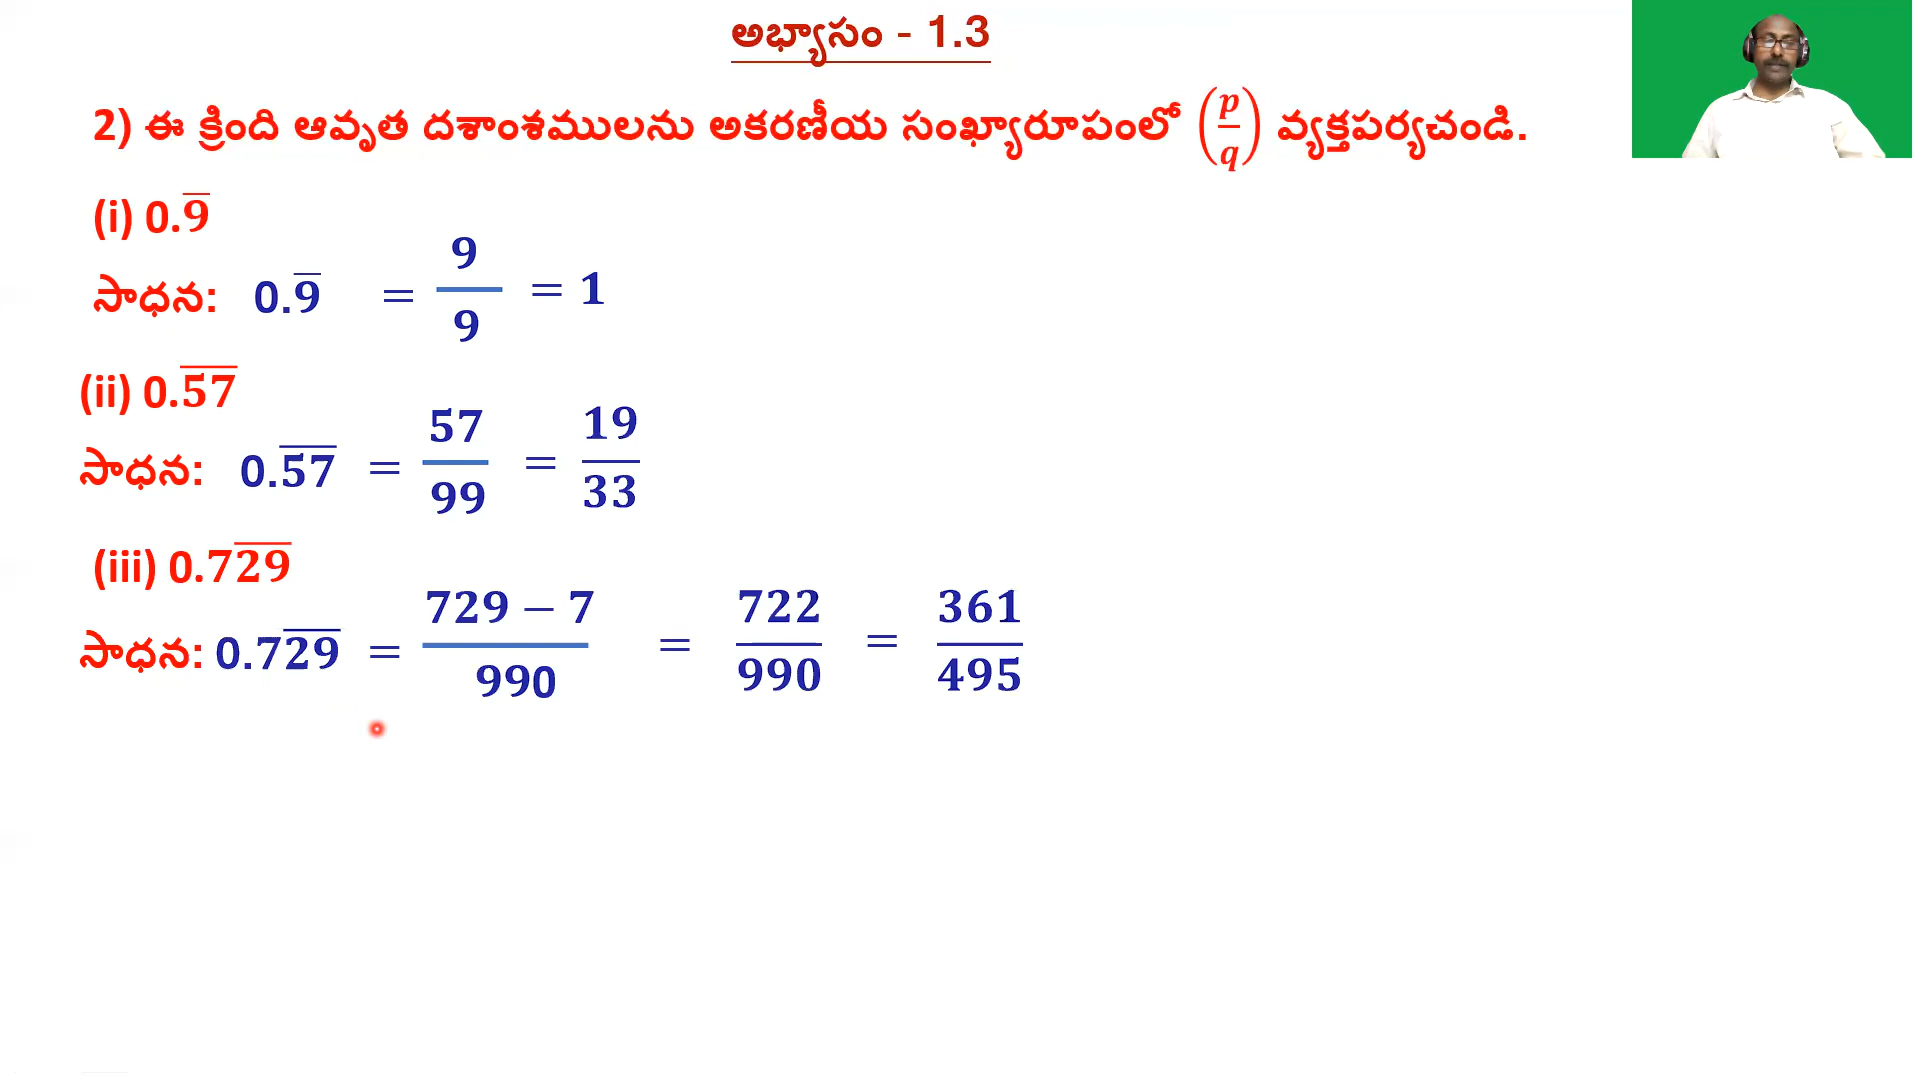 అభ్యాసం - 1.3
2) ఈ క్రింది ఆవృత దశాంశములను అకరణీయ సంఖ్యారూపంలో (p/q) వ్యక్తపర్యచండి.
(i) 0.9̅
సాధన: 0.9̅ = 9/9 = 1
(ii) 0.5̅7̅
సాధన: 0.5̅7̅ = 57/99 = 19/33
(iii) 0.72̅9̅
సాధన: 0.72̅9̅ = 729 − 7/990 = 722/990 = 361/495